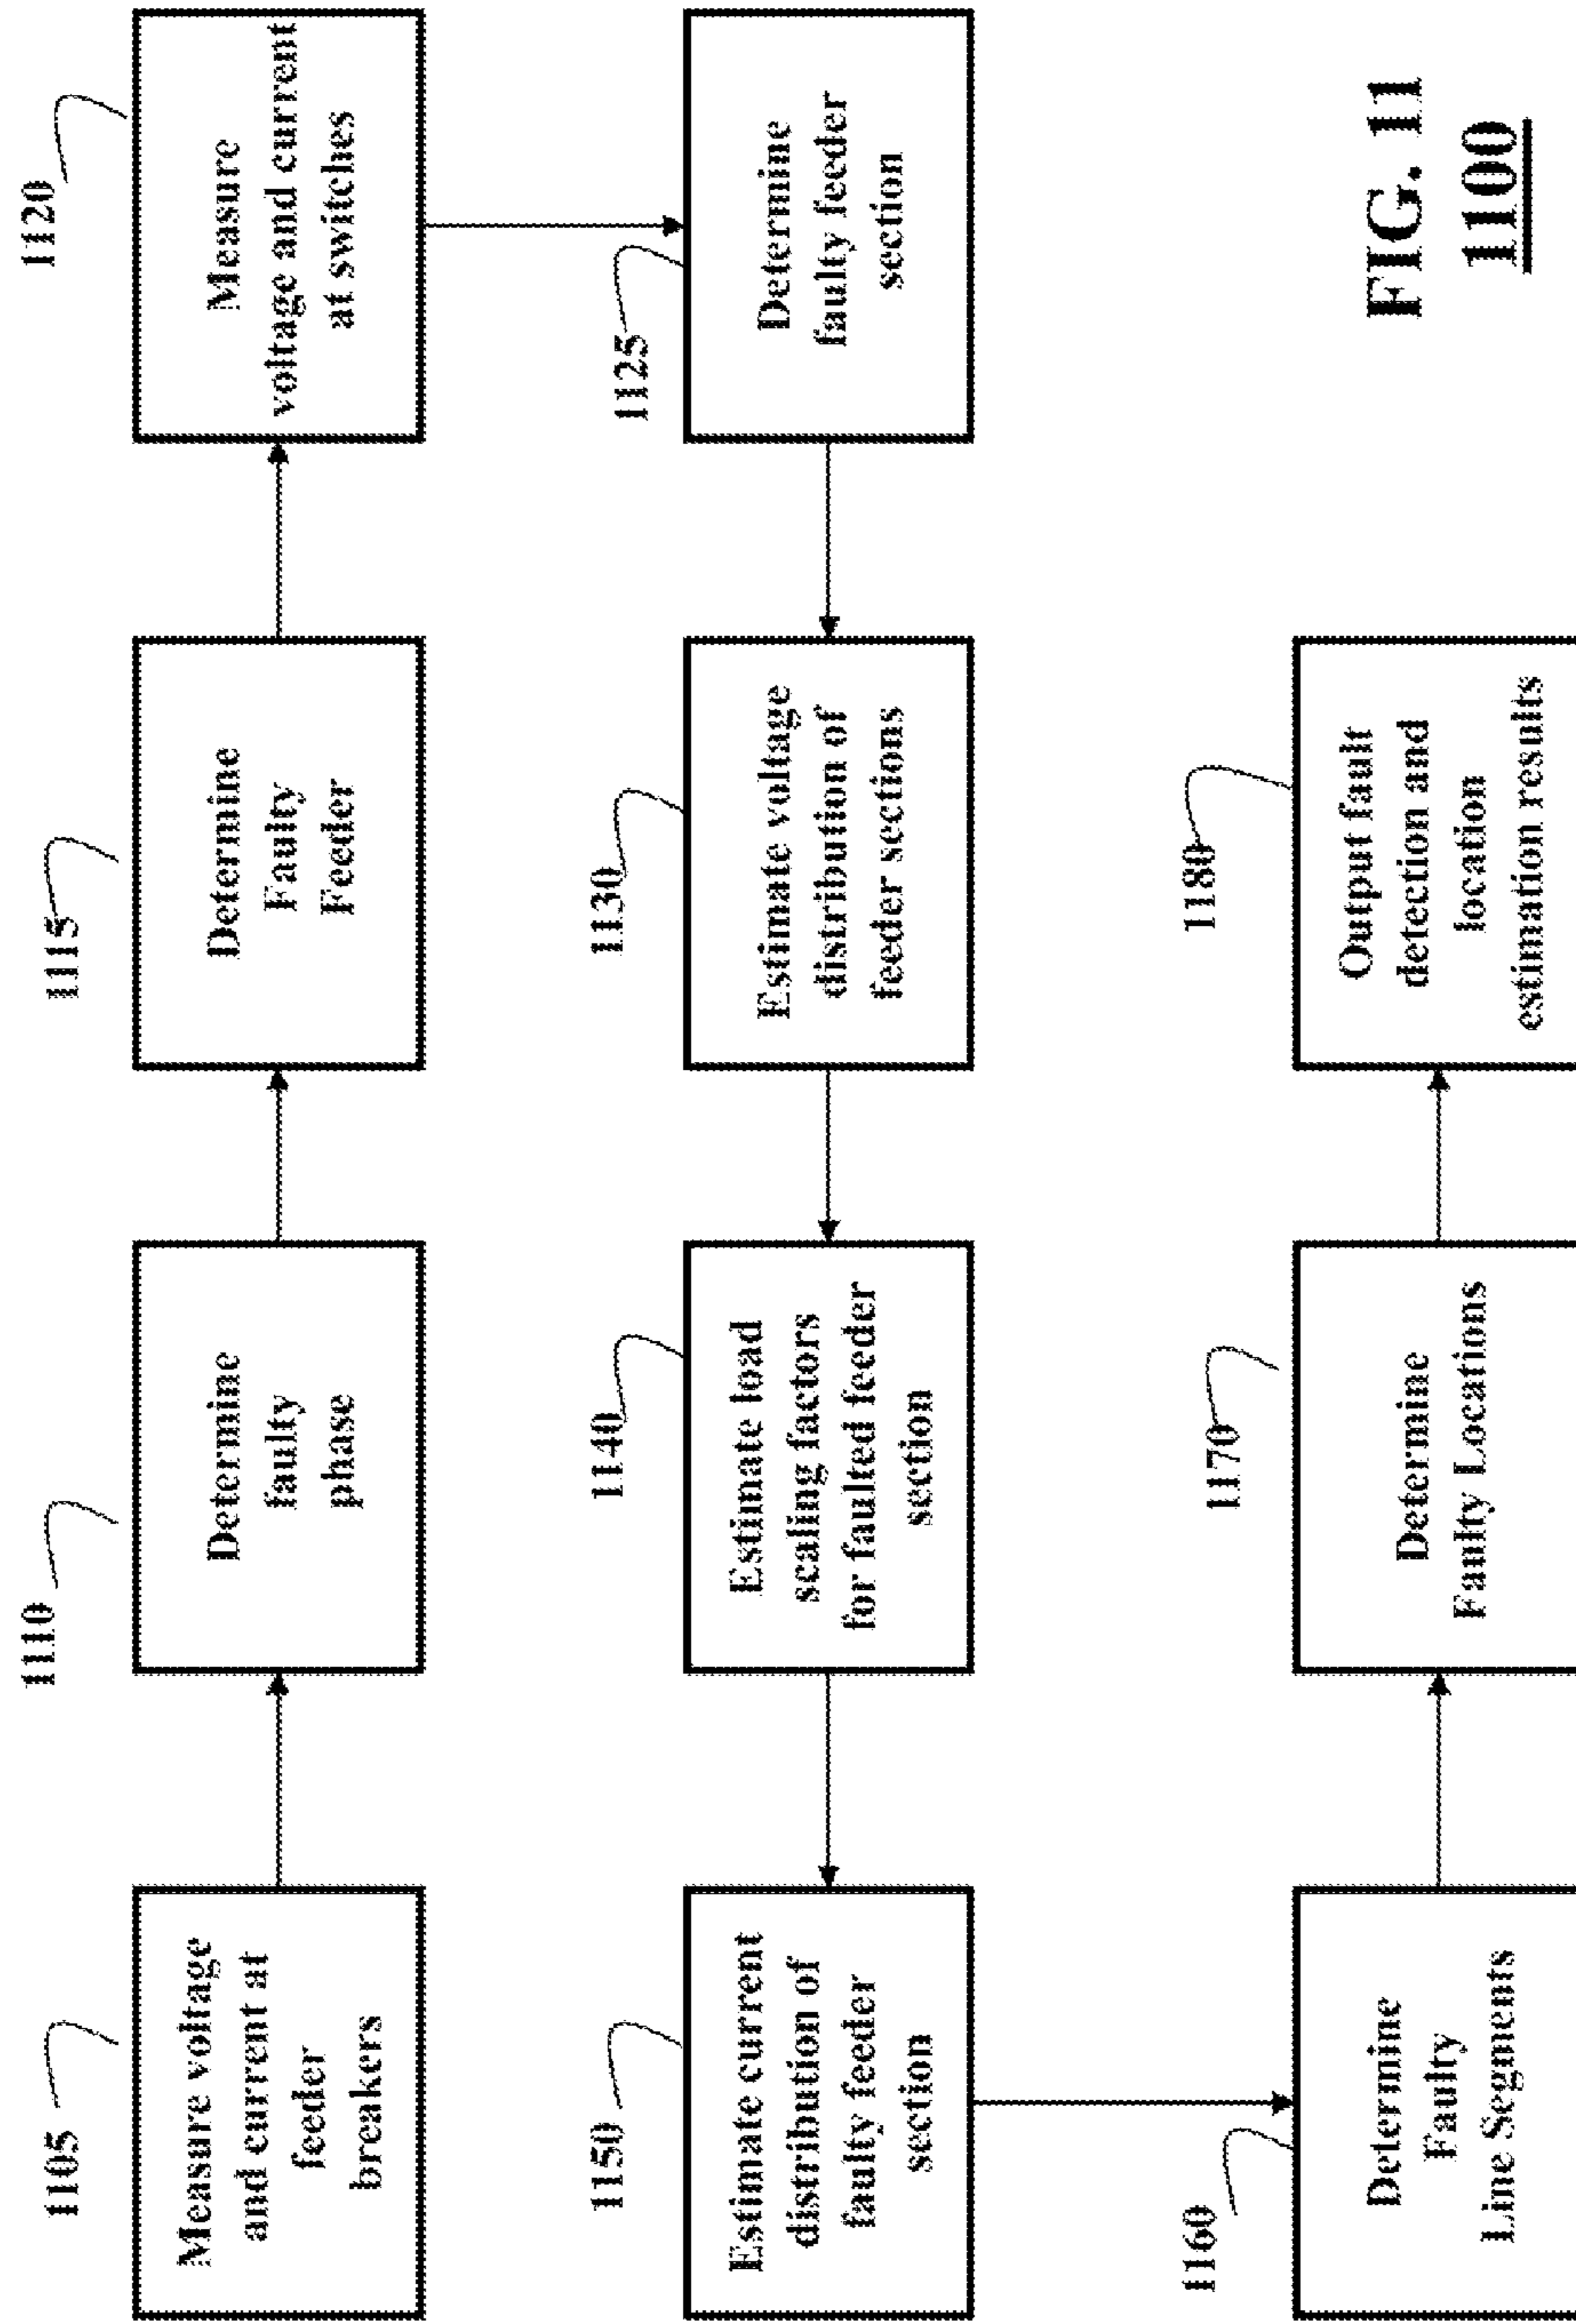 1105
Measure voltage
and current at
feeder
breakers
1110
Determine
faulty
phase
1115
Determine
Faulty
Feeder
1120
Measure
voltage and current
at switches
1125
Determine
faulty feeder
section
1130
Estimate voltage
distribution of
feeder sections
1140
Estimate load
scaling factors
for faulted feeder
section
1150
Estimate current
distribution of
faulty feeder
section
1160
Determine
Faulty
Line Segments
1170
Determine
Faulty Locations
1180
Output fault
detection and
location
estimation results
FIG. 11
1100